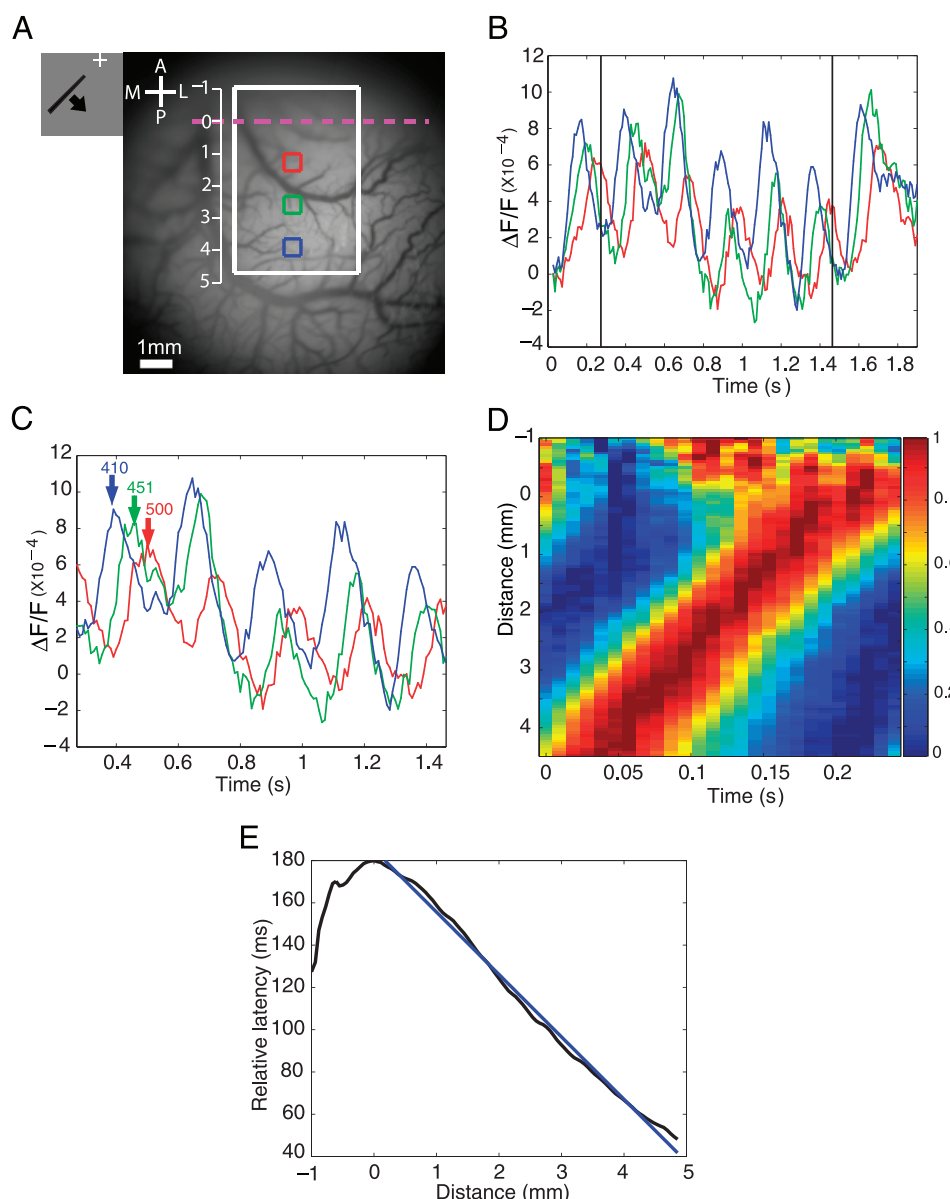 A
A
M L
P
−1
0
1
2
3
4
5
1mm
B
12
10
8
6
4
2
0
−2
−4
ΔF/F (X10⁻⁴)
0 0.2 0.4 0.6 0.8 1 1.2 1.4 1.6 1.8
Time (s)
C
12
10
8
6
4
2
0
−2
−4
ΔF/F (X10⁻⁴)
410
451
500
0.4 0.6 0.8 1 1.2 1.4
Time (s)
D
−1
0
1
2
3
4
Distance (mm)
0 0.05 0.1 0.15 0.2
Time (s)
1
0.
0.
0.
0.2
0
E
180
160
140
120
100
80
60
40
Relative latency (ms)
−1 0 1 2 3 4 5
Distance (mm)